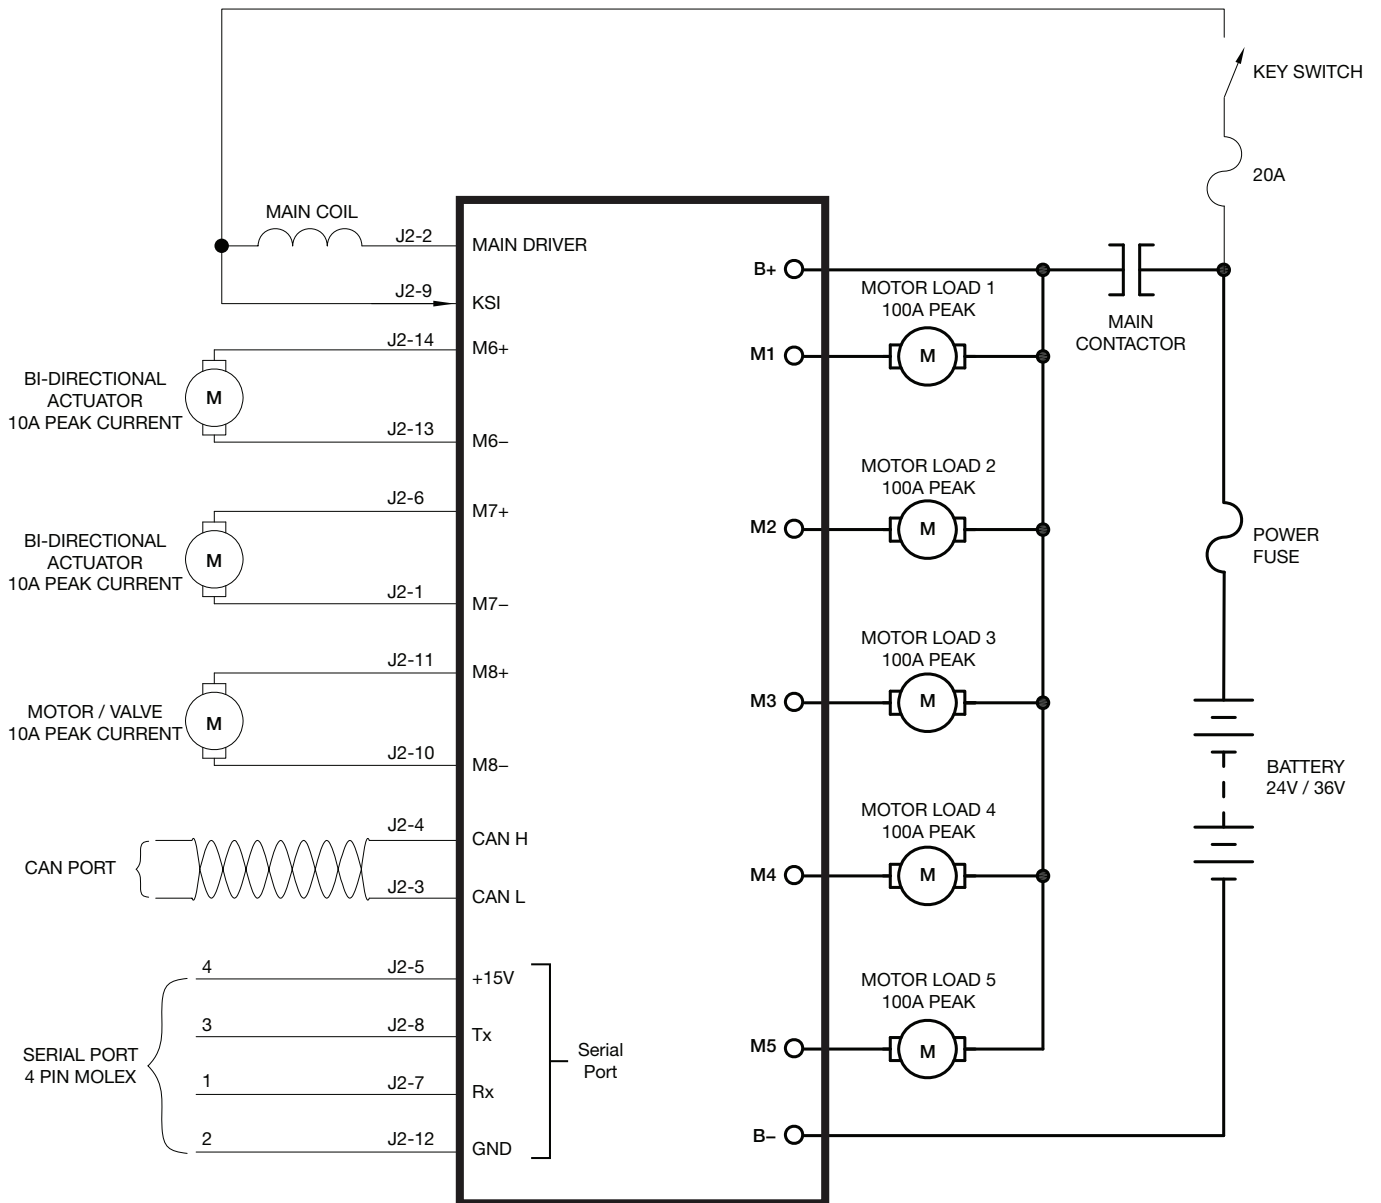 KEY SWITCH
20A
MAIN COIL
J2-2
MAIN DRIVER
J2-9
KSI
J2-14
M6+
BI-DIRECTIONAL
ACTUATOR
10A PEAK CURRENT
M
J2-13
M6–
J2-6
M7+
BI-DIRECTIONAL
ACTUATOR
10A PEAK CURRENT
M
J2-1
M7–
J2-11
M8+
MOTOR / VALVE
10A PEAK CURRENT
M
J2-10
M8–
CAN PORT
J2-4
CAN H
J2-3
CAN L
SERIAL PORT
4 PIN MOLEX
4
J2-5
+15V
3
J2-8
Tx
1
J2-7
Rx
2
J2-12
GND
Serial
Port
B+
MOTOR LOAD 1
100A PEAK
M1
M
MOTOR LOAD 2
100A PEAK
M2
M
MOTOR LOAD 3
100A PEAK
M3
M
MOTOR LOAD 4
100A PEAK
M4
M
MOTOR LOAD 5
100A PEAK
M5
M
B–
MAIN
CONTACTOR
POWER
FUSE
BATTERY
24V / 36V